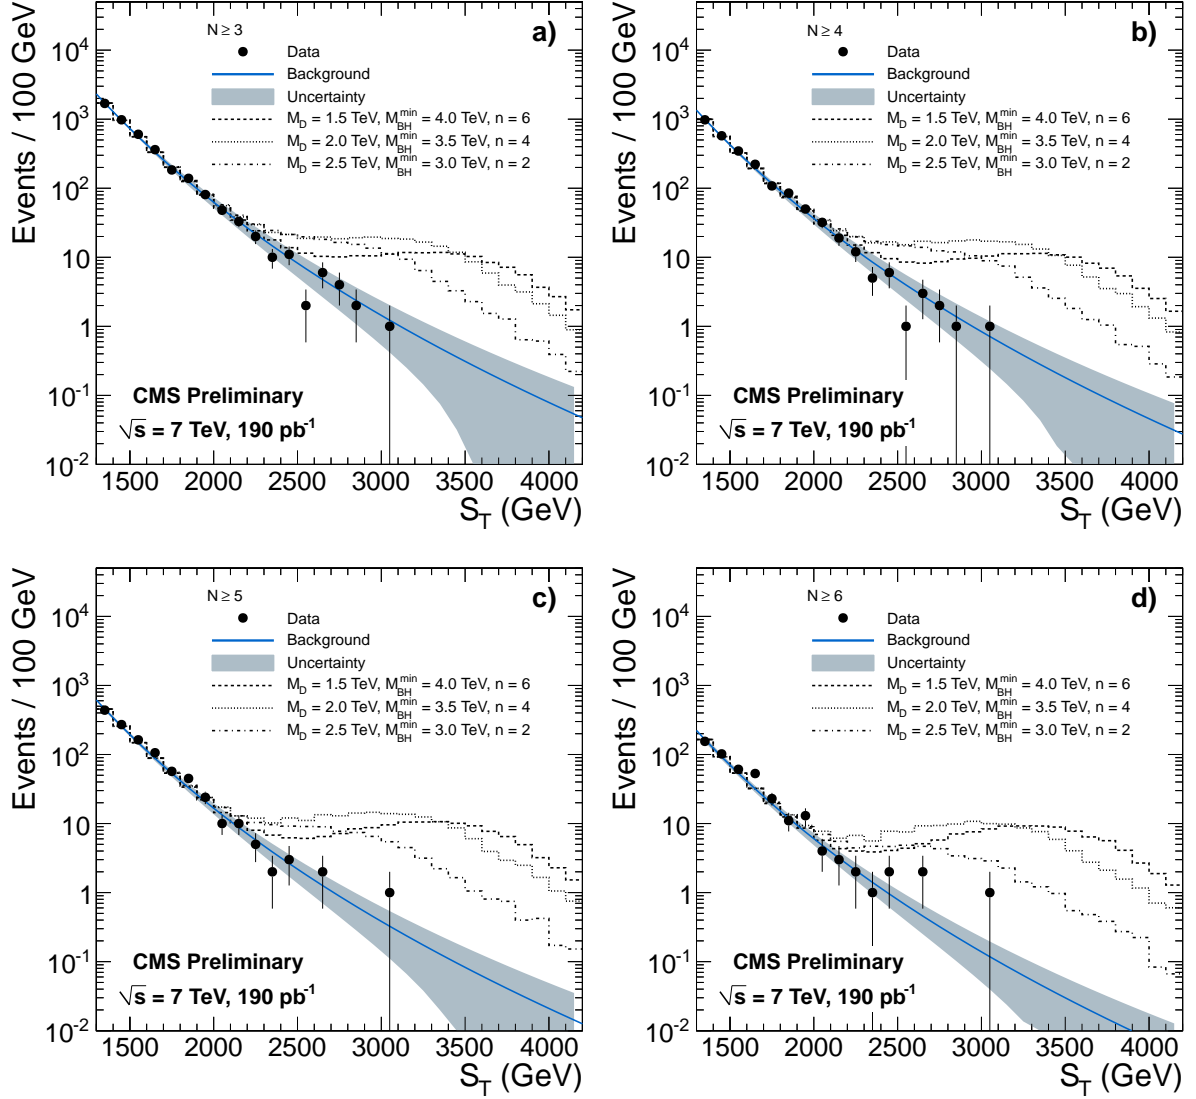 N ≥ 3
a)
Data
Background
Uncertainty
M_D = 1.5 TeV, M_BH^min = 4.0 TeV, n = 6
M_D = 2.0 TeV, M_BH^min = 3.5 TeV, n = 4
M_D = 2.5 TeV, M_BH^min = 3.0 TeV, n = 2
Events / 100 GeV
10^4
10^3
10^2
10
1
10^-1
10^-2
CMS Preliminary
√s = 7 TeV, 190 pb^-1
1500 2000 2500 3000 3500 4000
S_T (GeV)
N ≥ 4
b)
Data
Background
Uncertainty
M_D = 1.5 TeV, M_BH^min = 4.0 TeV, n = 6
M_D = 2.0 TeV, M_BH^min = 3.5 TeV, n = 4
M_D = 2.5 TeV, M_BH^min = 3.0 TeV, n = 2
Events / 100 GeV
10^4
10^3
10^2
10
1
10^-1
10^-2
CMS Preliminary
√s = 7 TeV, 190 pb^-1
1500 2000 2500 3000 3500 4000
S_T (GeV)
N ≥ 5
c)
Data
Background
Uncertainty
M_D = 1.5 TeV, M_BH^min = 4.0 TeV, n = 6
M_D = 2.0 TeV, M_BH^min = 3.5 TeV, n = 4
M_D = 2.5 TeV, M_BH^min = 3.0 TeV, n = 2
Events / 100 GeV
10^4
10^3
10^2
10
1
10^-1
10^-2
CMS Preliminary
√s = 7 TeV, 190 pb^-1
1500 2000 2500 3000 3500 4000
S_T (GeV)
N ≥ 6
d)
Data
Background
Uncertainty
M_D = 1.5 TeV, M_BH^min = 4.0 TeV, n = 6
M_D = 2.0 TeV, M_BH^min = 3.5 TeV, n = 4
M_D = 2.5 TeV, M_BH^min = 3.0 TeV, n = 2
Events / 100 GeV
10^4
10^3
10^2
10
1
10^-1
10^-2
CMS Preliminary
√s = 7 TeV, 190 pb^-1
1500 2000 2500 3000 3500 4000
S_T (GeV)